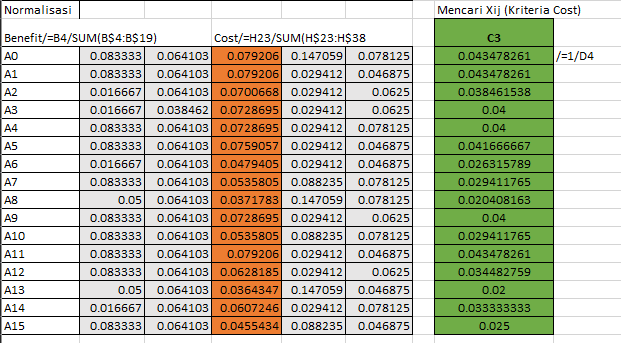 Normalisasi Mencari Xij (Kriteria Cost)
Benefit/=B4/SUM(B$4:B$19) Cost/=H23/SUM(H$23:H$38 C3
A0 0.083333 0.064103 0.079206 0.147059 0.078125 0.043478261 /=1/D4
A1 0.083333 0.064103 0.079206 0.029412 0.046875 0.043478261
A2 0.016667 0.064103 0.0700668 0.029412 0.0625 0.038461538
A3 0.016667 0.038462 0.0728695 0.029412 0.0625 0.04
A4 0.083333 0.064103 0.0728695 0.029412 0.078125 0.04
A5 0.083333 0.064103 0.0759057 0.029412 0.046875 0.041666667
A6 0.016667 0.064103 0.0479405 0.029412 0.046875 0.026315789
A7 0.083333 0.064103 0.0535805 0.088235 0.078125 0.029411765
A8 0.05 0.064103 0.0371783 0.147059 0.078125 0.020408163
A9 0.083333 0.064103 0.0728695 0.029412 0.0625 0.04
A10 0.083333 0.064103 0.0535805 0.088235 0.078125 0.029411765
A11 0.083333 0.064103 0.079206 0.029412 0.046875 0.043478261
A12 0.083333 0.064103 0.0628185 0.029412 0.0625 0.034482759
A13 0.05 0.064103 0.0364347 0.147059 0.046875 0.02
A14 0.016667 0.064103 0.0607246 0.029412 0.078125 0.033333333
A15 0.083333 0.064103 0.0455434 0.088235 0.046875 0.025